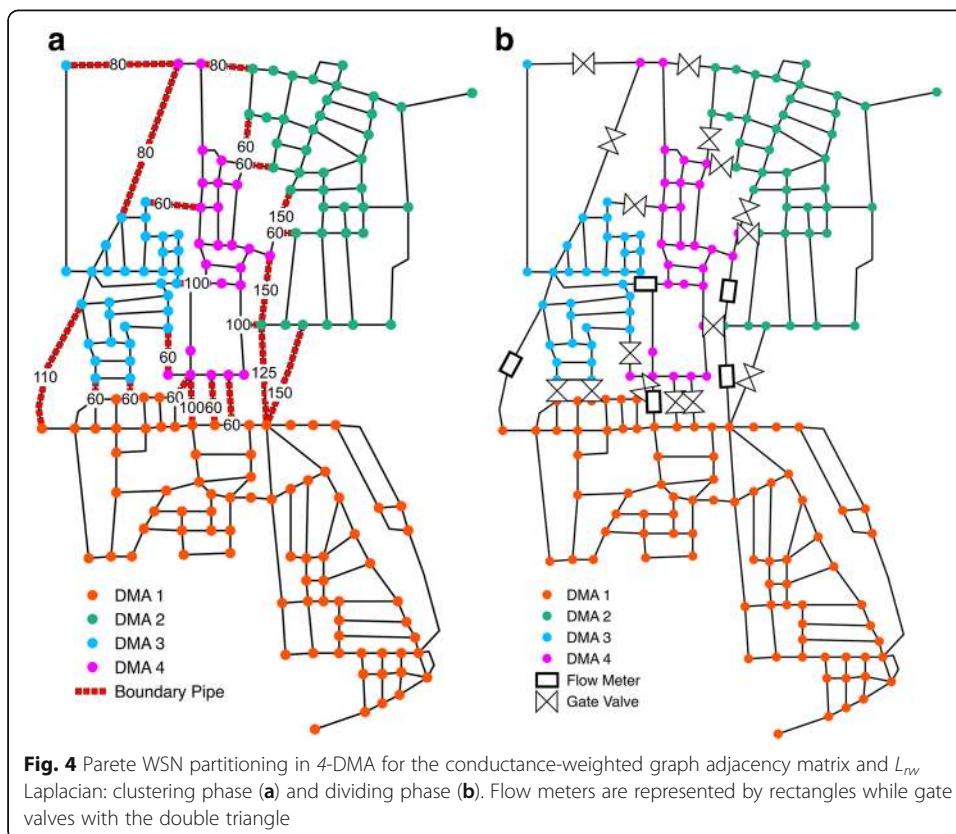 a
b
80
80
80
60
60
60
150
60
150
100
100
125
150
60
110
60
60
60
100
60
60
DMA 1
DMA 2
DMA 3
DMA 4
Boundary Pipe
DMA 1
DMA 2
DMA 3
DMA 4
Flow Meter
Gate Valve
Fig. 4 Parete WSN partitioning in 4-DMA for the conductance-weighted graph adjacency matrix and Lrw
Laplacian: clustering phase (a) and dividing phase (b). Flow meters are represented by rectangles while gate
valves with the double triangle